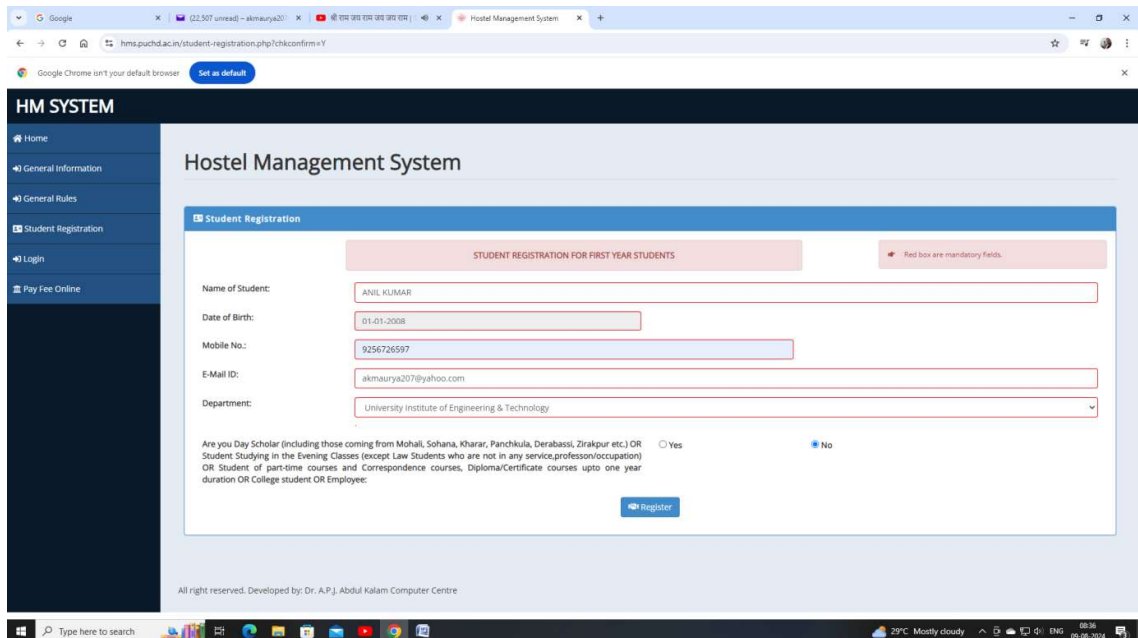 Google
(22,507 unread) - akmaurya20
श्री राम जय राम जय जय राम |
Hostel Management System
hms.puchd.ac.in/student-registration.php?chkconfirm=Y
Google Chrome isn't your default browser
Set as default
HM SYSTEM
Home
General Information
General Rules
Student Registration
Login
Pay Fee Online
Hostel Management System
Student Registration
STUDENT REGISTRATION FOR FIRST YEAR STUDENTS
Red box are mandatory fields.
Name of Student:
ANIL KUMAR
Date of Birth:
01-01-2008
Mobile No.:
9256726597
E-Mail ID:
akmaurya207@yahoo.com
Department:
University Institute of Engineering & Technology
Are you Day Scholar (including those coming from Mohali, Sohana, Kharar, Panchkula, Derabassi, Zirakpur etc.) OR
Student Studying in the Evening Classes (except Law Students who are not in any service,professon/occupation)
OR Student of part-time courses and Correspondence courses, Diploma/Certificate courses upto one year
duration OR College student OR Employee:
Yes
No
Register
All right reserved. Developed by: Dr. A.P.J. Abdul Kalam Computer Centre
Type here to search
29°C Mostly cloudy
ENG
08:36
09-08-2024